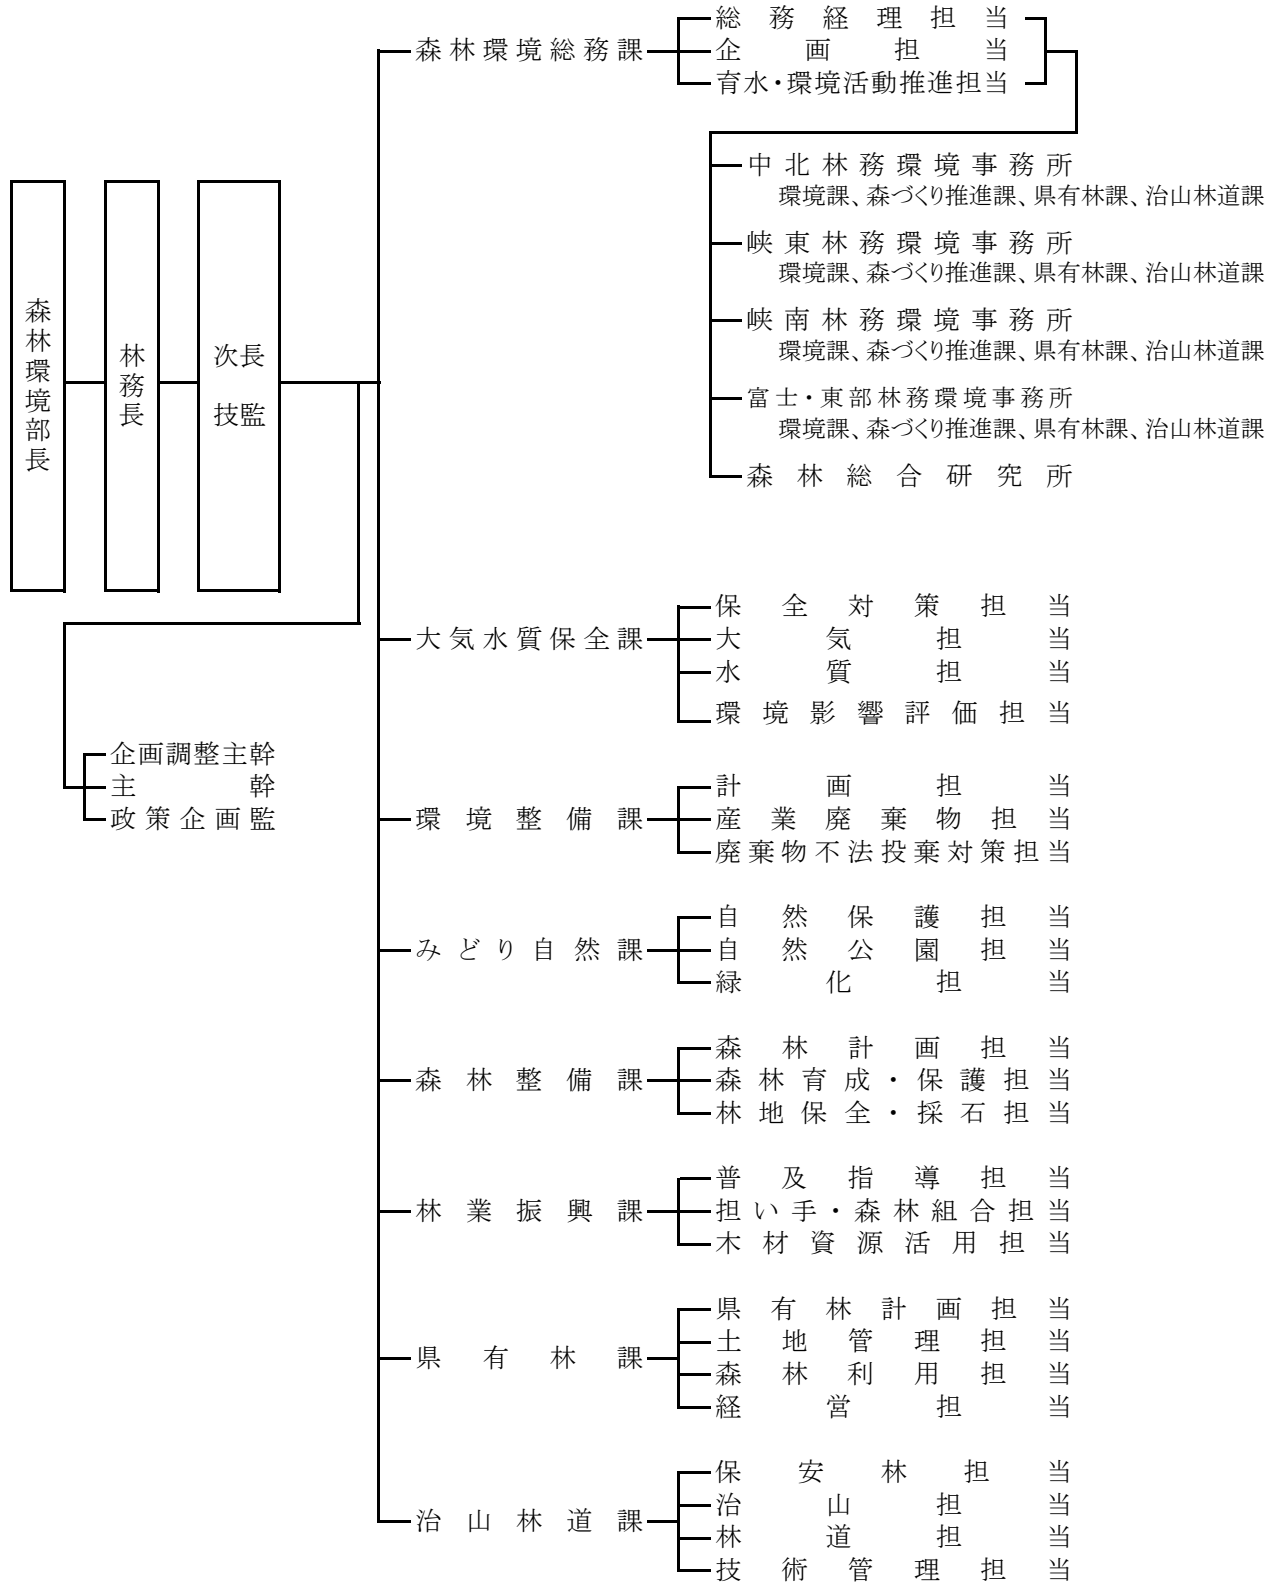 森林環境部長
林務長
次長
技監
企画調整主幹
主幹
政策企画監
森林環境総務課
総務経理担当
企画担当
育水・環境活動推進担当
中北林務環境事務所
環境課、森づくり推進課、県有林課、治山林道課
峡東林務環境事務所
環境課、森づくり推進課、県有林課、治山林道課
峡南林務環境事務所
環境課、森づくり推進課、県有林課、治山林道課
富士・東部林務環境事務所
環境課、森づくり推進課、県有林課、治山林道課
森林総合研究所
大気水質保全課
保全対策担当
大気担当
水質担当
環境影響評価担当
環境整備課
計画担当
産業廃棄物担当
廃棄物不法投棄対策担当
みどり自然課
自然保護担当
自然公園担当
緑化担当
森林整備課
森林計画担当
森林育成・保護担当
林地保全・採石担当
林業振興課
普及指導担当
担い手・森林組合担当
木材資源活用担当
県有林課
県有林計画担当
土地管理担当
森林利用担当
経営担当
治山林道課
保安林担当
治山担当
林道担当
技術管理担当